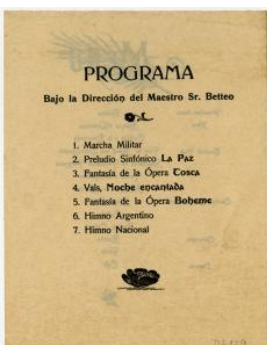 PROGRAMA
Bajo la Dirección del Maestro Sr. Betteo
1. Marcha Militar
2. Preludio Sinfónico La Paz
3. Fantasía de la Ópera Tosca
4. Vals, Noche encantada
5. Fantasía de la Ópera Boheme
6. Himno Argentino
7. Himno Nacional